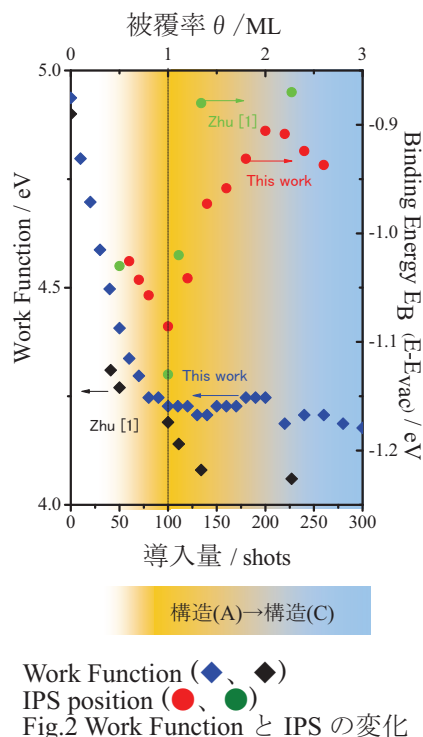 被覆率 θ /ML
0 1 2 3
5.0
4.5
4.0
Work Function / eV
Zhu [1]
This work
This work
Zhu [1]
-0.9
-1.0
-1.1
-1.2
Binding Energy EB (E-Evac) / eV
0 50 100 150 200 250 300
導入量 / shots
構造(A)→構造(C)
Work Function (◆、◆)
IPS position (●、●)
Fig.2 Work Function と IPS の変化